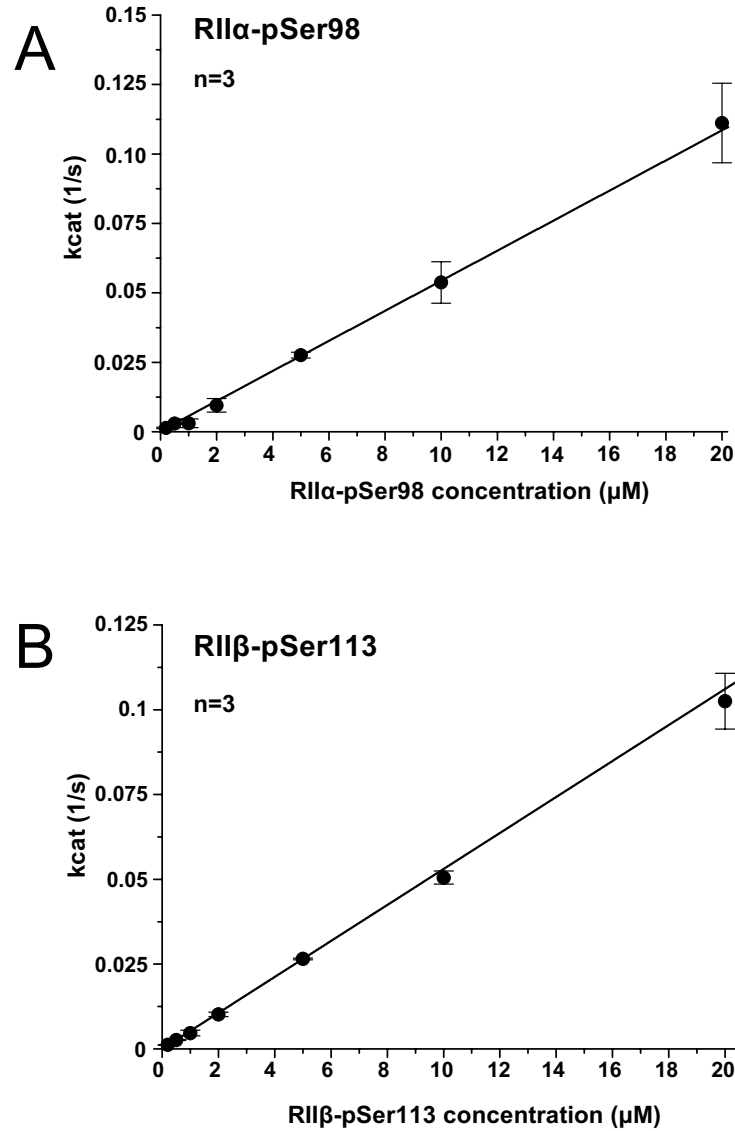 A
RIIα-pSer98
n=3
kcat (1/s)
0.15
0.125
0.10
0.075
0.05
0.025
0
0 2 4 6 8 10 12 14 16 18 20
RIIα-pSer98 concentration (µM)
B
RIIβ-pSer113
n=3
kcat (1/s)
0.125
0.1
0.075
0.05
0.025
0
0 2 4 6 8 10 12 14 16 18 20
RIIβ-pSer113 concentration (µM)